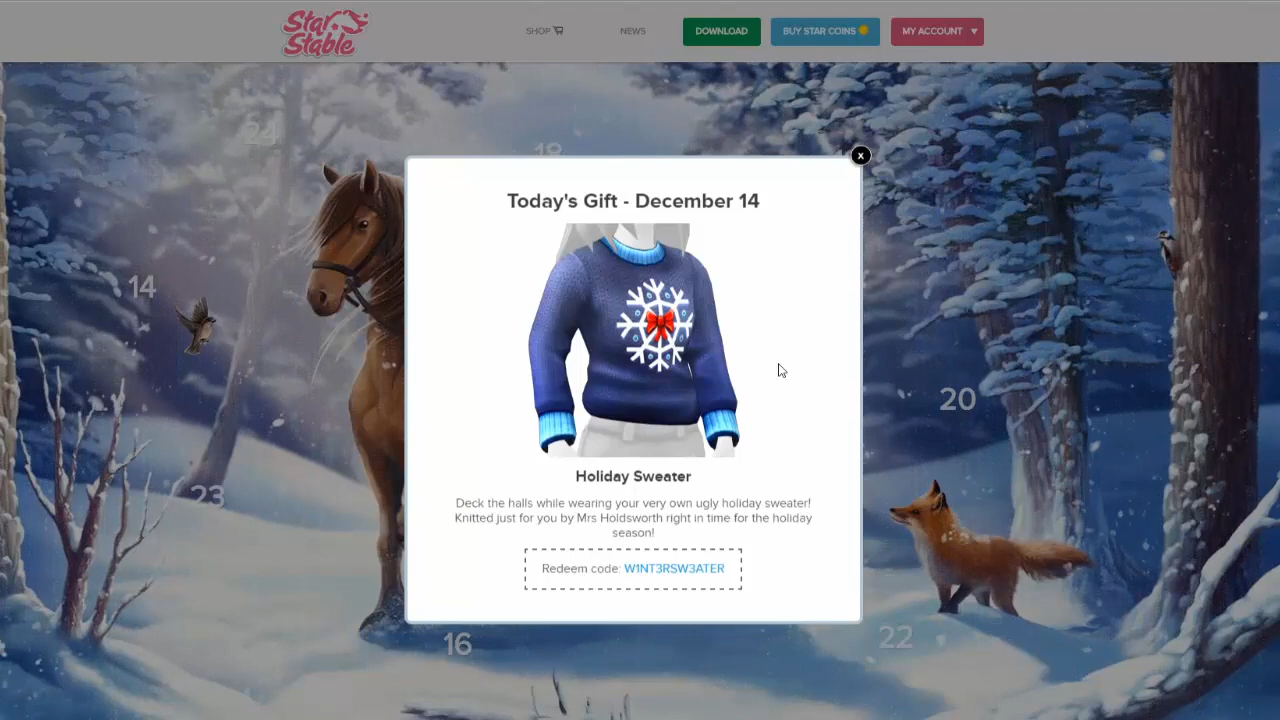 Star Stable
SHOP
NEWS
DOWNLOAD
BUY STAR COINS
MY ACCOUNT
24
18
x
Today's Gift - December 14
14
20
23
Holiday Sweater
Deck the halls while wearing your very own ugly holiday sweater!
Knitted just for you by Mrs Holdsworth right in time for the holiday
season!
Redeem code: W1NT3RSW3ATER
16
22